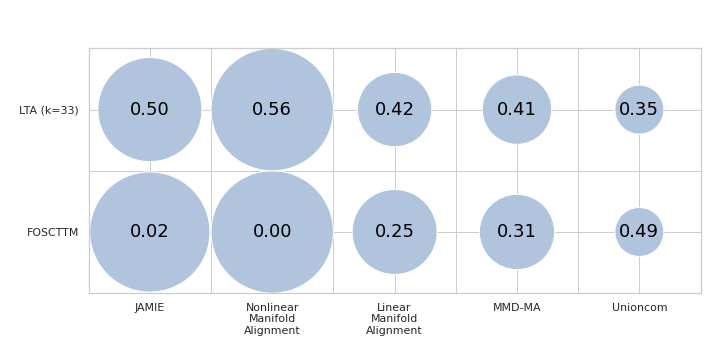 LTA (k=33)
0.50
0.56
0.42
0.41
0.35
FOSCTTM
0.02
0.00
0.25
0.31
0.49
JAMIE
Nonlinear
Manifold
Alignment
Linear
Manifold
Alignment
MMD-MA
Unioncom